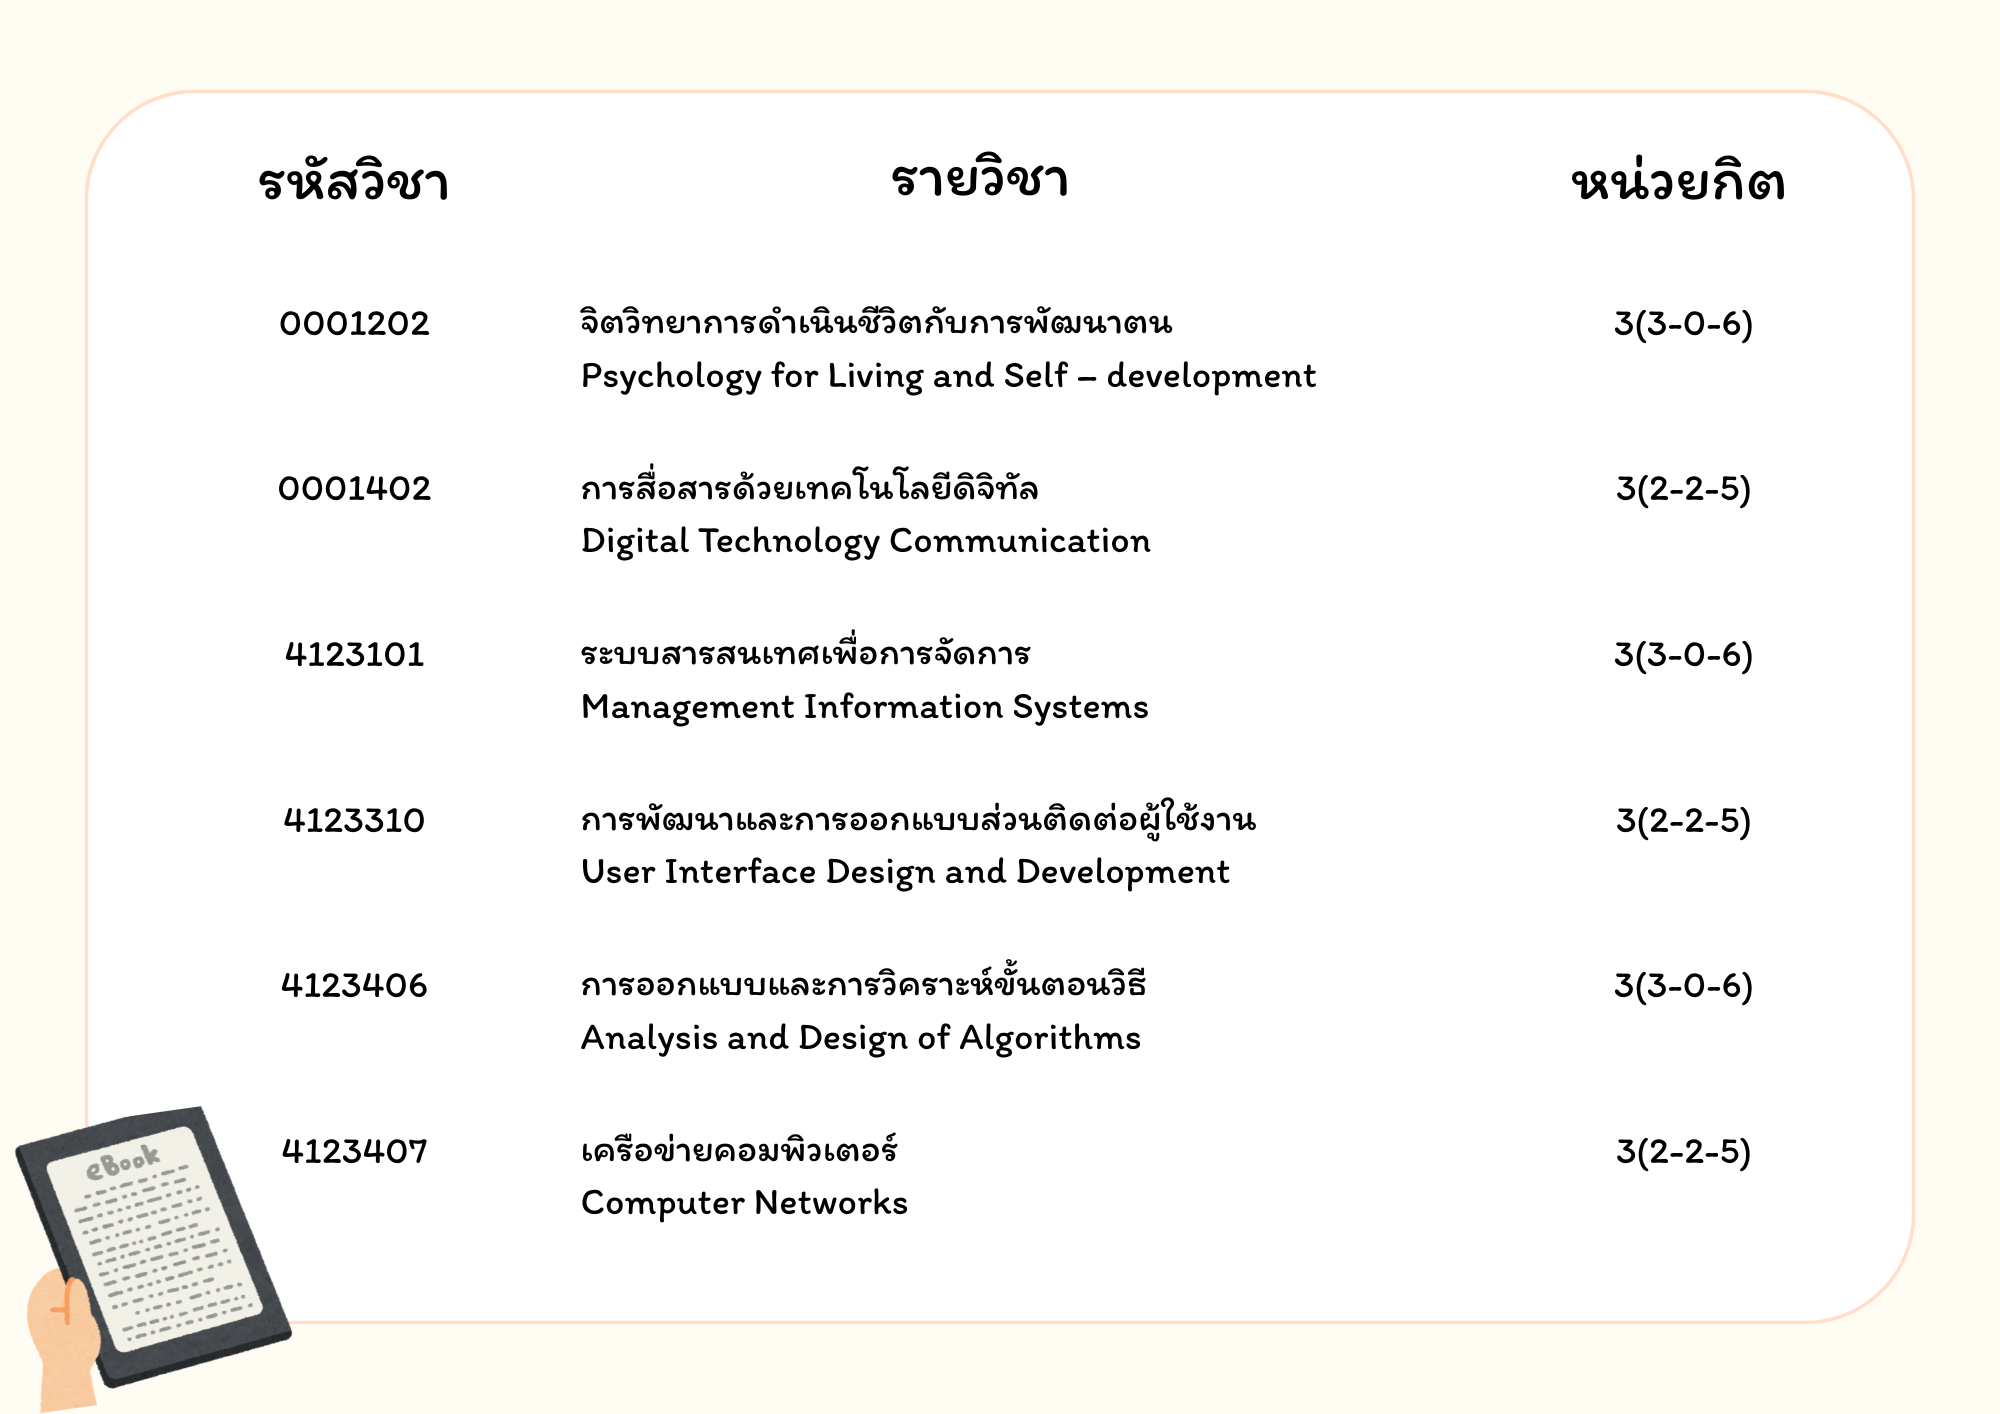 รหัสวิชา รายวิชา หน่วยกิต
0001202 จิตวิทยาการดำเนินชีวิตกับการพัฒนาตน 3(3-0-6)
Psychology for Living and Self – development
0001402 การสื่อสารด้วยเทคโนโลยีดิจิทัล 3(2-2-5)
Digital Technology Communication
4123101 ระบบสารสนเทศเพื่อการจัดการ 3(3-0-6)
Management Information Systems
4123310 การพัฒนาและการออกแบบส่วนติดต่อผู้ใช้งาน 3(2-2-5)
User Interface Design and Development
4123406 การออกแบบและการวิคราะห์ขั้นตอนวิธี 3(3-0-6)
Analysis and Design of Algorithms
4123407 เครือข่ายคอมพิวเตอร์ 3(2-2-5)
Computer Networks
eBook